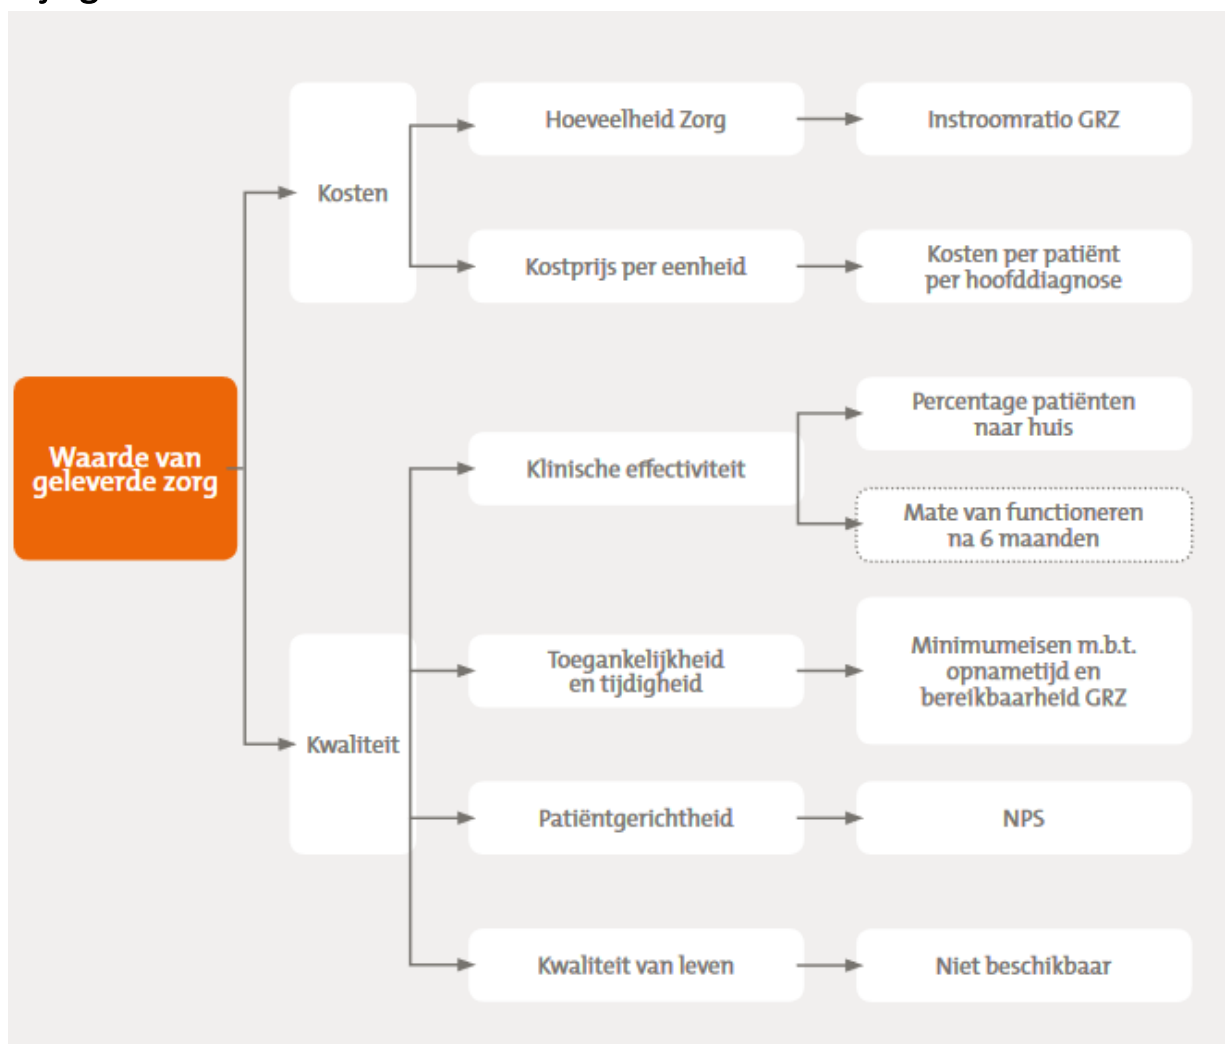 Hoeveelheid Zorg
Instroomratio GRZ
Kosten
Kostprijs per eenheid
Kosten per patiënt
per hoofddiagnose
Waarde van
geleverde zorg
Klinische effectiviteit
Percentage patiënten
naar huis
Mate van functioneren
na 6 maanden
Kwaliteit
Toegankelijkheid
en tijdigheid
Minimumeisen m.b.t.
opnametijd en
bereikbaarheid GRZ
Patiëntgerichtheid
NPS
Kwaliteit van leven
Niet beschikbaar